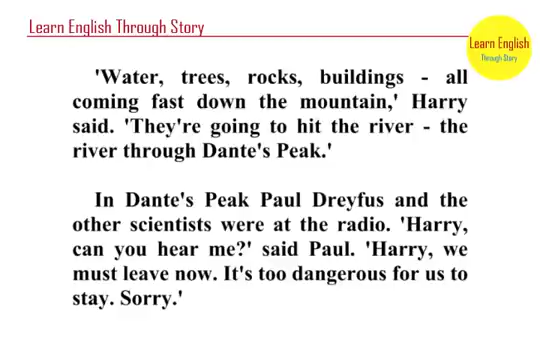 Learn English Through Story
Learn English
Through Story
'Water, trees, rocks, buildings - all
coming fast down the mountain,' Harry
said. 'They're going to hit the river - the
river through Dante's Peak.'
In Dante's Peak Paul Dreyfus and the
other scientists were at the radio. 'Harry,
can you hear me?' said Paul. 'Harry, we
must leave now. It's too dangerous for us to
stay. Sorry.'